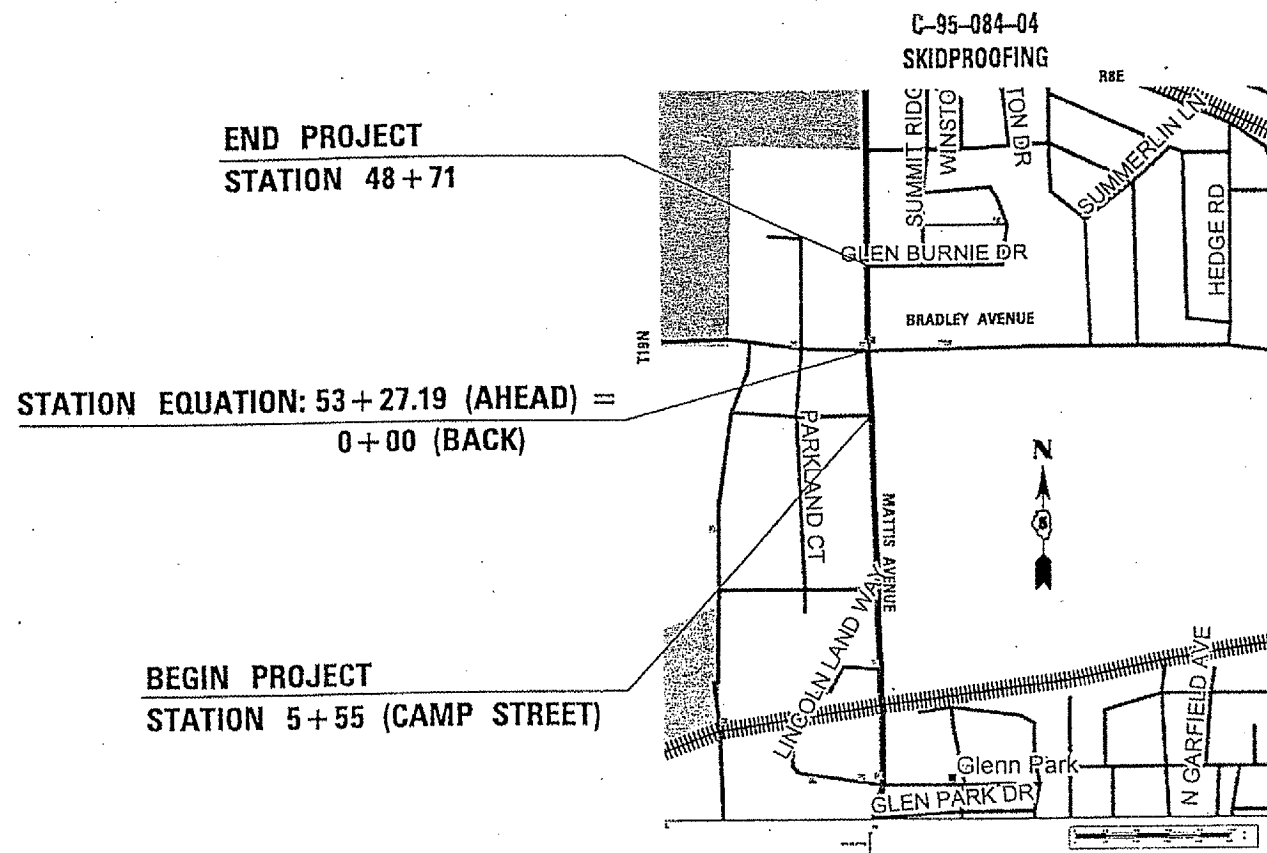 C-95-084-04
SKIDPROOFING
R8E
END PROJECT
STATION 48+71
SUMMIT RIDG
WINSTO
TON DR
SUMMERLIN LN
HEDGE RD
GLEN BURNIE DR
BRADLEY AVENUE
T19N
STATION EQUATION: 53+27.19 (AHEAD) =
0+00 (BACK)
PARKLAND CT
N
MATTIS AVENUE
LINCOLN LAND WAY
BEGIN PROJECT
STATION 5+55 (CAMP STREET)
N GARFIELD AVE
Glenn Park
GLEN PARK DR